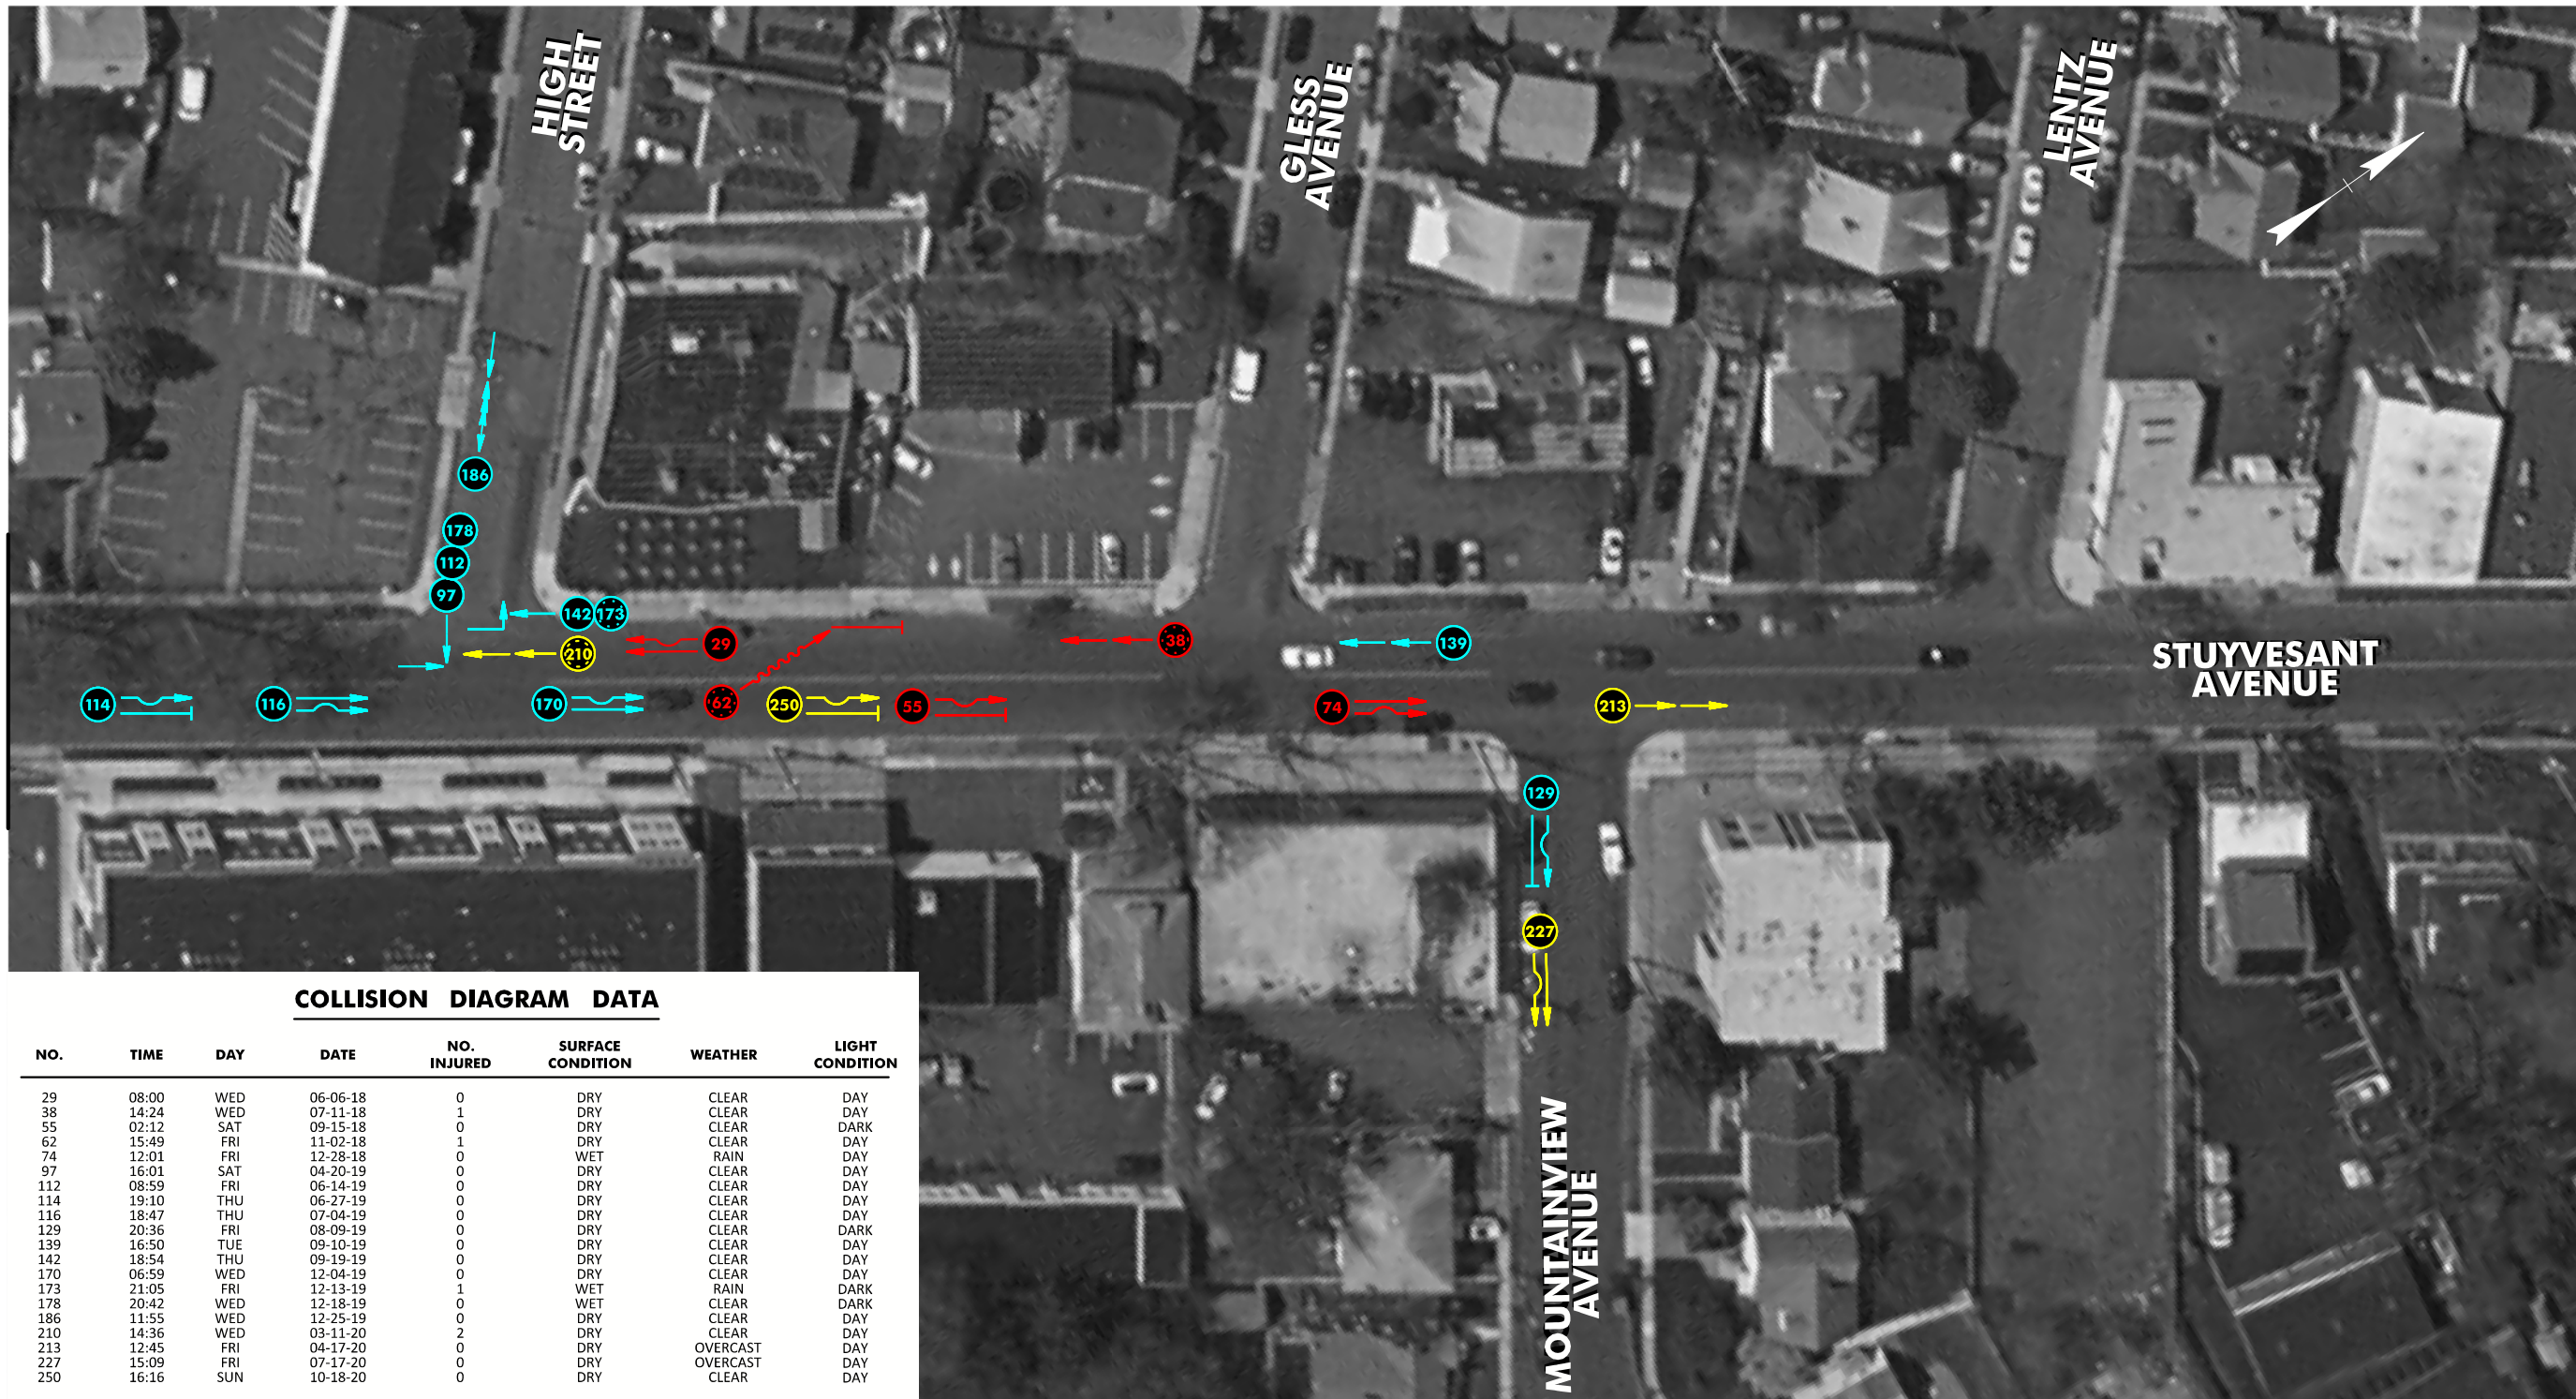 HIGH
STREET
GLESS
AVENUE
LENTZ
AVENUE
186
178
112
97
142 173
210
29
38
139
STUYVESANT
AVENUE
114
116
170
62
250
55
74
213
129
227
MOUNTAINVIEW
AVENUE
COLLISION DIAGRAM DATA
NO. TIME DAY DATE NO. INJURED SURFACE CONDITION WEATHER LIGHT CONDITION
29 08:00 WED 06-06-18 0 DRY CLEAR DAY
38 14:24 WED 07-11-18 1 DRY CLEAR DAY
55 02:12 SAT 09-15-18 0 DRY CLEAR DARK
62 15:49 FRI 11-02-18 1 DRY CLEAR DAY
74 12:01 FRI 12-28-18 0 WET RAIN DAY
97 16:01 SAT 04-20-19 0 DRY CLEAR DAY
112 08:59 FRI 06-14-19 0 DRY CLEAR DAY
114 19:10 THU 06-27-19 0 DRY CLEAR DAY
116 18:47 THU 07-04-19 0 DRY CLEAR DAY
129 20:36 FRI 08-09-19 0 DRY CLEAR DARK
139 16:50 TUE 09-10-19 0 DRY CLEAR DAY
142 18:54 THU 09-19-19 0 DRY CLEAR DAY
170 06:59 WED 12-04-19 0 DRY CLEAR DAY
173 21:05 FRI 12-13-19 1 WET RAIN DARK
178 20:42 WED 12-18-19 0 WET CLEAR DARK
186 11:55 WED 12-25-19 0 DRY CLEAR DAY
210 14:36 WED 03-11-20 2 DRY CLEAR DAY
213 12:45 FRI 04-17-20 0 DRY OVERCAST DAY
227 15:09 FRI 07-17-20 0 DRY OVERCAST DAY
250 16:16 SUN 10-18-20 0 DRY CLEAR DAY